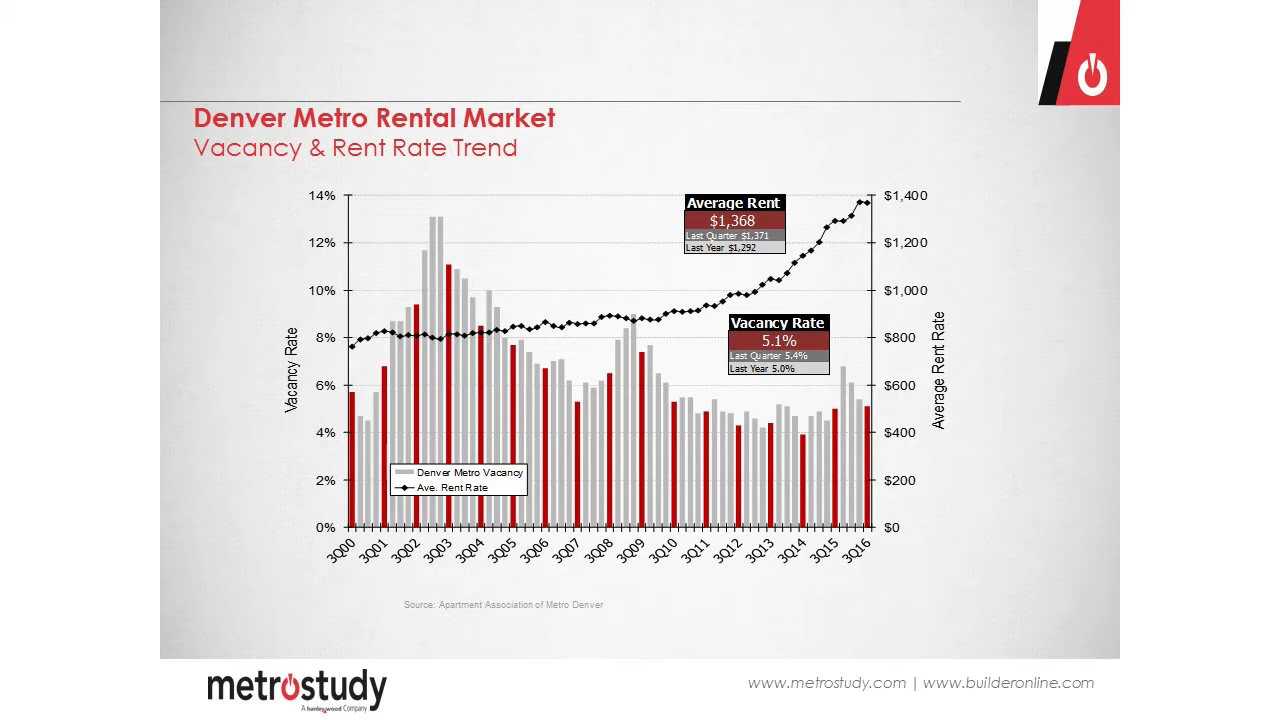 Denver Metro Rental Market
Vacancy & Rent Rate Trend
14%
12%
10%
8%
6%
4%
2%
0%
Vacancy Rate
$1,400
$1,200
$1,000
$800
$600
$400
$200
$0
Average Rent Rate
Average Rent
$1,368
Last Quarter $1,371
Last Year $1,292
Vacancy Rate
5.1%
Last Quarter 5.4%
Last Year 5.0%
Denver Metro Vacancy
Ave. Rent Rate
3Q00 3Q01 3Q02 3Q03 3Q04 3Q05 3Q06 3Q07 3Q08 3Q09 3Q10 3Q11 3Q12 3Q13 3Q14 3Q15 3Q16
Source: Apartment Association of Metro Denver
metrostudy
A hanleywood Company
www.metrostudy.com | www.builderonline.com